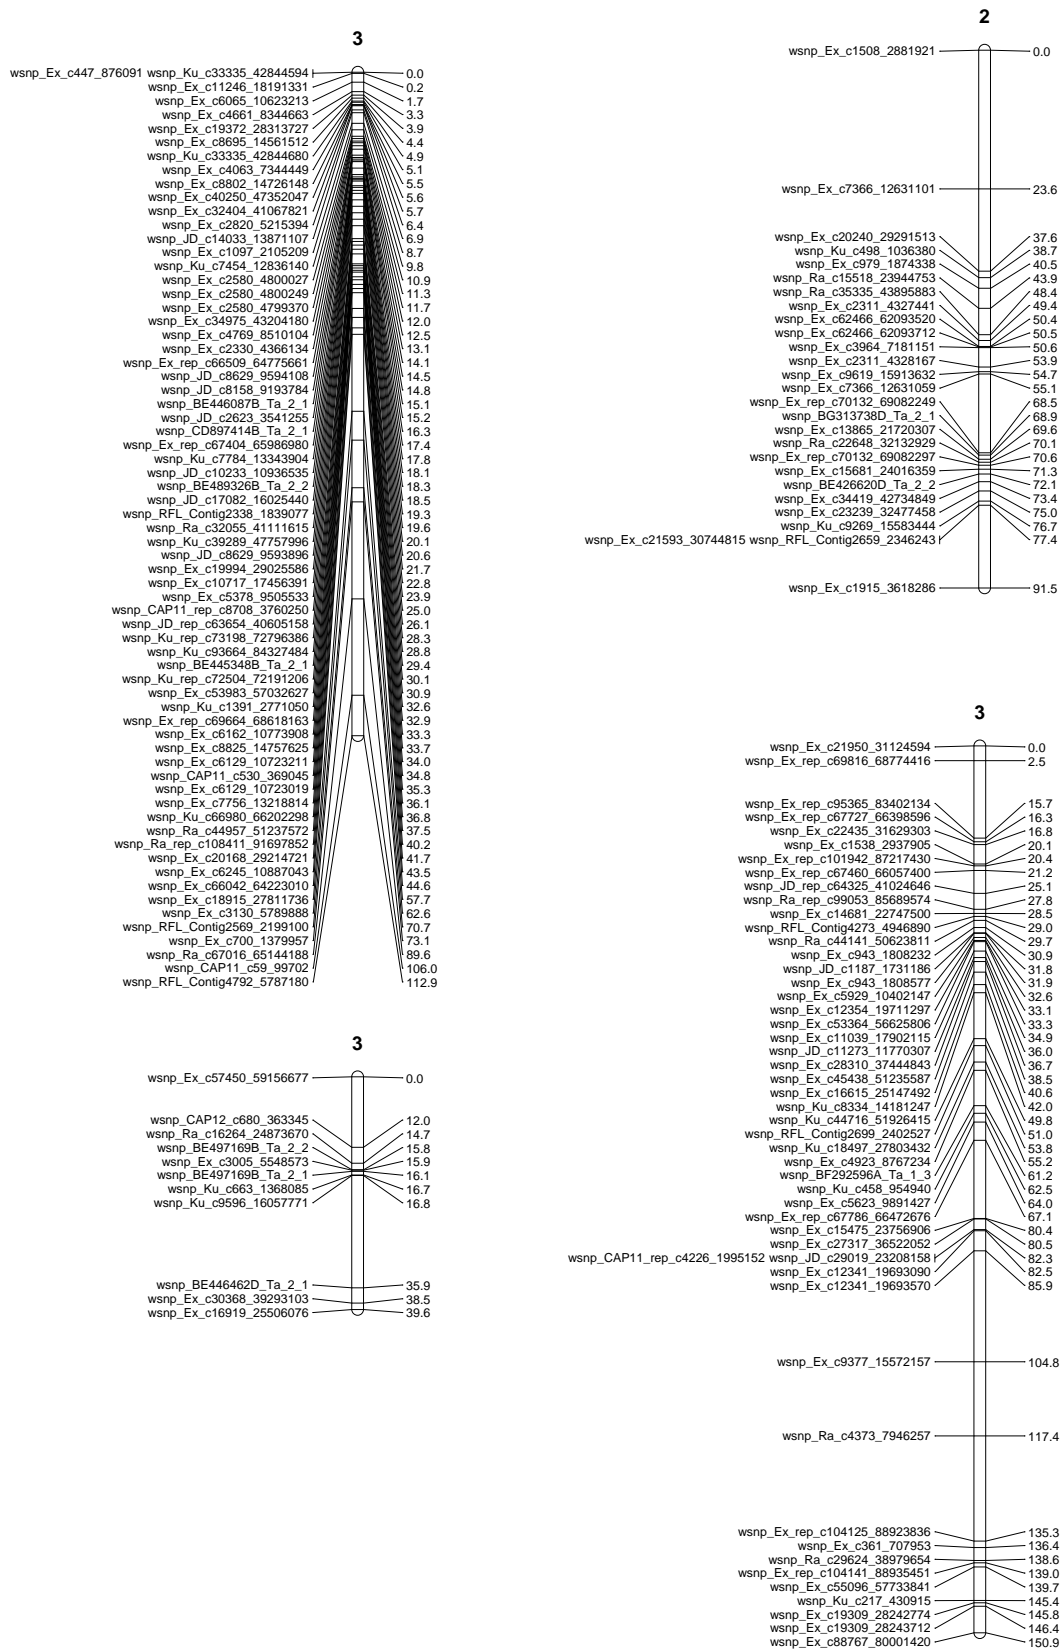 3
wsnp_Ex_c447_876091 wsnp_Ku_c33335_42844594 0.0
wsnp_Ex_c11246_18191331 0.2
wsnp_Ex_c6065_10623213 1.7
wsnp_Ex_c4661_8344663 3.3
wsnp_Ex_c19372_28313727 3.9
wsnp_Ex_c8695_14561512 4.4
wsnp_Ku_c33335_42844680 4.9
wsnp_Ex_c4063_7344449 5.1
wsnp_Ex_c8802_14726148 5.5
wsnp_Ex_c40250_47352047 5.6
wsnp_Ex_c32404_41067821 5.7
wsnp_Ex_c2820_5215394 6.4
wsnp_JD_c14033_13871107 6.9
wsnp_Ex_c1097_2105209 8.7
wsnp_Ku_c7454_12836140 9.8
wsnp_Ex_c2580_4800027 10.9
wsnp_Ex_c2580_4800249 11.3
wsnp_Ex_c2580_4799370 11.7
wsnp_Ex_c34975_43204180 12.0
wsnp_Ex_c4769_8510104 12.5
wsnp_Ex_c2330_4366134 13.1
wsnp_Ex_rep_c66509_64775661 14.1
wsnp_JD_c8629_9594108 14.5
wsnp_JD_c8158_9193784 14.8
wsnp_BE446087B_Ta_2_1 15.1
wsnp_JD_c2623_3541255 15.2
wsnp_CD897414B_Ta_2_1 16.3
wsnp_Ex_rep_c67404_65986980 17.4
wsnp_Ku_c7784_13343904 17.8
wsnp_JD_c10233_10936535 18.1
wsnp_BE489326B_Ta_2_2 18.3
wsnp_JD_c17082_16025440 18.5
wsnp_RFL_Contig2338_1839077 19.3
wsnp_Ra_c32055_41111615 19.6
wsnp_Ku_c39289_47757996 20.1
wsnp_JD_c8629_9593896 20.6
wsnp_Ex_c19994_29025586 21.7
wsnp_Ex_c10717_17456391 22.8
wsnp_Ex_c5378_9505533 23.9
wsnp_CAP11_rep_c8708_3760250 25.0
wsnp_JD_rep_c63654_40605158 26.1
wsnp_Ku_rep_c73198_72796386 28.3
wsnp_Ku_c93664_84327484 28.8
wsnp_BE445348B_Ta_2_1 29.4
wsnp_Ku_rep_c72504_72191206 30.1
wsnp_Ex_c53983_57032627 30.9
wsnp_Ku_c1391_2771050 32.6
wsnp_Ex_rep_c69664_68618163 32.9
wsnp_Ex_c6162_10773908 33.3
wsnp_Ex_c8825_14757625 33.7
wsnp_Ex_c6129_10723211 34.0
wsnp_CAP11_c530_369045 34.8
wsnp_Ex_c6129_10723019 35.3
wsnp_Ex_c7756_13218814 36.1
wsnp_Ku_c66980_66202298 36.8
wsnp_Ra_c44957_51237572 37.5
wsnp_Ra_rep_c108411_91697852 40.2
wsnp_Ex_c20168_29214721 41.7
wsnp_Ex_c6245_10887043 43.5
wsnp_Ex_c66042_64223010 44.6
wsnp_Ex_c18915_27811736 57.7
wsnp_Ex_c3130_5789888 62.6
wsnp_RFL_Contig2569_2199100 70.7
wsnp_Ex_c700_1379957 73.1
wsnp_Ra_c67016_65144188 89.6
wsnp_CAP11_c59_99702 106.0
wsnp_RFL_Contig4792_5787180 112.9
3
wsnp_Ex_c57450_59156677 0.0
wsnp_CAP12_c680_363345 12.0
wsnp_Ra_c16264_24873670 14.7
wsnp_BE497169B_Ta_2_2 15.8
wsnp_Ex_c3005_5548573 15.9
wsnp_BE497169B_Ta_2_1 16.1
wsnp_Ku_c663_1368085 16.7
wsnp_Ku_c9596_16057771 16.8
wsnp_BE446462D_Ta_2_1 35.9
wsnp_Ex_c30368_39293103 38.5
wsnp_Ex_c16919_25506076 39.6
2
wsnp_Ex_c1508_2881921 0.0
wsnp_Ex_c7366_12631101 23.6
wsnp_Ex_c20240_29291513 37.6
wsnp_Ku_c498_1036380 38.7
wsnp_Ex_c979_1874338 40.5
wsnp_Ra_c15518_23944753 43.9
wsnp_Ra_c35335_43895883 48.4
wsnp_Ex_c2311_4327441 49.4
wsnp_Ex_c62466_62093520 50.4
wsnp_Ex_c62466_62093712 50.5
wsnp_Ex_c3964_7181151 50.6
wsnp_Ex_c2311_4328167 53.9
wsnp_Ex_c9619_15913632 54.7
wsnp_Ex_c7366_12631059 55.1
wsnp_Ex_rep_c70132_69082249 68.5
wsnp_BG313738D_Ta_2_1 68.9
wsnp_Ex_c13865_21720307 69.6
wsnp_Ra_c22648_32132929 70.1
wsnp_Ex_rep_c70132_69082297 70.6
wsnp_Ex_c15681_24016359 71.3
wsnp_BE426620D_Ta_2_2 72.1
wsnp_Ex_c34419_42734849 73.4
wsnp_Ex_c23239_32477458 75.0
wsnp_Ku_c9269_15583444 76.7
wsnp_Ex_c21593_30744815 wsnp_RFL_Contig2659_2346243 77.4
wsnp_Ex_c1915_3618286 91.5
3
wsnp_Ex_c21950_31124594 0.0
wsnp_Ex_rep_c69816_68774416 2.5
wsnp_Ex_rep_c95365_83402134 15.7
wsnp_Ex_rep_c67727_66398596 16.3
wsnp_Ex_c22435_31629303 16.8
wsnp_Ex_c1538_2937905 20.1
wsnp_Ex_rep_c101942_87217430 20.4
wsnp_Ex_rep_c67460_66057400 21.2
wsnp_JD_rep_c64325_41024646 25.1
wsnp_Ra_rep_c99053_85689574 27.8
wsnp_Ex_c14681_22747500 28.5
wsnp_RFL_Contig4273_4946890 29.0
wsnp_Ra_c44141_50623811 29.7
wsnp_Ex_c943_1808232 30.9
wsnp_JD_c1187_1731186 31.8
wsnp_Ex_c943_1808577 31.9
wsnp_Ex_c5929_10402147 32.6
wsnp_Ex_c12354_19711297 33.1
wsnp_Ex_c53364_56625806 33.3
wsnp_Ex_c11039_17902115 34.9
wsnp_JD_c11273_11770307 36.0
wsnp_Ex_c28310_37444843 36.7
wsnp_Ex_c45438_51235587 38.5
wsnp_Ex_c16615_25147492 40.6
wsnp_Ku_c8334_14181247 42.0
wsnp_Ku_c44716_51926415 49.8
wsnp_RFL_Contig2699_2402527 51.0
wsnp_Ku_c18497_27803432 53.8
wsnp_Ex_c4923_8767234 55.2
wsnp_BF292596A_Ta_1_3 61.2
wsnp_Ku_c458_954940 62.5
wsnp_Ex_c5623_9891427 64.0
wsnp_Ex_rep_c67786_66472676 67.1
wsnp_Ex_c15475_23756906 80.4
wsnp_Ex_c27317_36522052 80.5
wsnp_CAP11_rep_c4226_1995152 wsnp_JD_c29019_23208158 82.3
wsnp_Ex_c12341_19693090 82.5
wsnp_Ex_c12341_19693570 85.9
wsnp_Ex_c9377_15572157 104.8
wsnp_Ra_c4373_7946257 117.4
wsnp_Ex_rep_c104125_88923836 135.3
wsnp_Ex_c361_707953 136.4
wsnp_Ra_c29624_38979654 138.6
wsnp_Ex_rep_c104141_88935451 139.0
wsnp_Ex_c55096_57733841 139.7
wsnp_Ku_c217_430915 145.4
wsnp_Ex_c19309_28242774 145.8
wsnp_Ex_c19309_28243712 146.4
wsnp_Ex_c88767_80001420 150.9